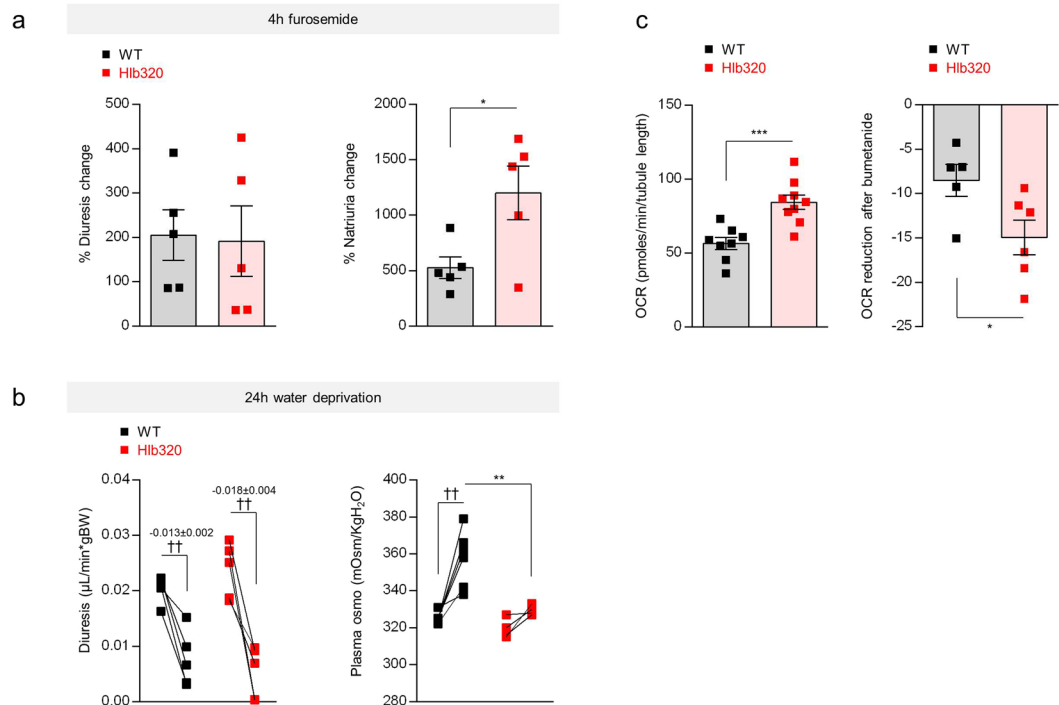 a
4h furosemide
WT
Hlb320
% Diuresis change
500
400
300
200
100
0
% Natriuria change
2000
1500
1000
500
0
*
c
WT
Hlb320
OCR (pmoles/min/tubule length)
150
100
50
0
***
WT
Hlb320
OCR reduction after bumetanide
0
-5
-10
-15
-20
-25
*
b
24h water deprivation
WT
Hlb320
Diuresis (µL/min*gBW)
0.04
0.03
0.02
0.01
0.00
-0.013±0.002
††
-0.018±0.004
††
Plasma osmo (mOsm/KgH₂O)
400
380
360
340
320
300
280
††
**